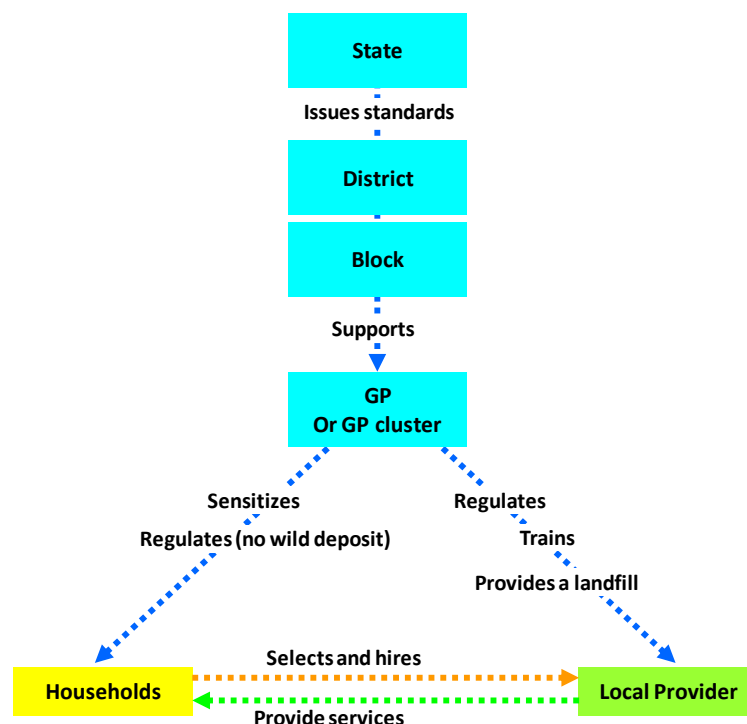 State
Issues standards
District
Block
Supports
GP
Or GP cluster
Sensitizes
Regulates
Regulates (no wild deposit)
Trains
Provides a landfill
Selects and hires
Households
Local Provider
Provide services